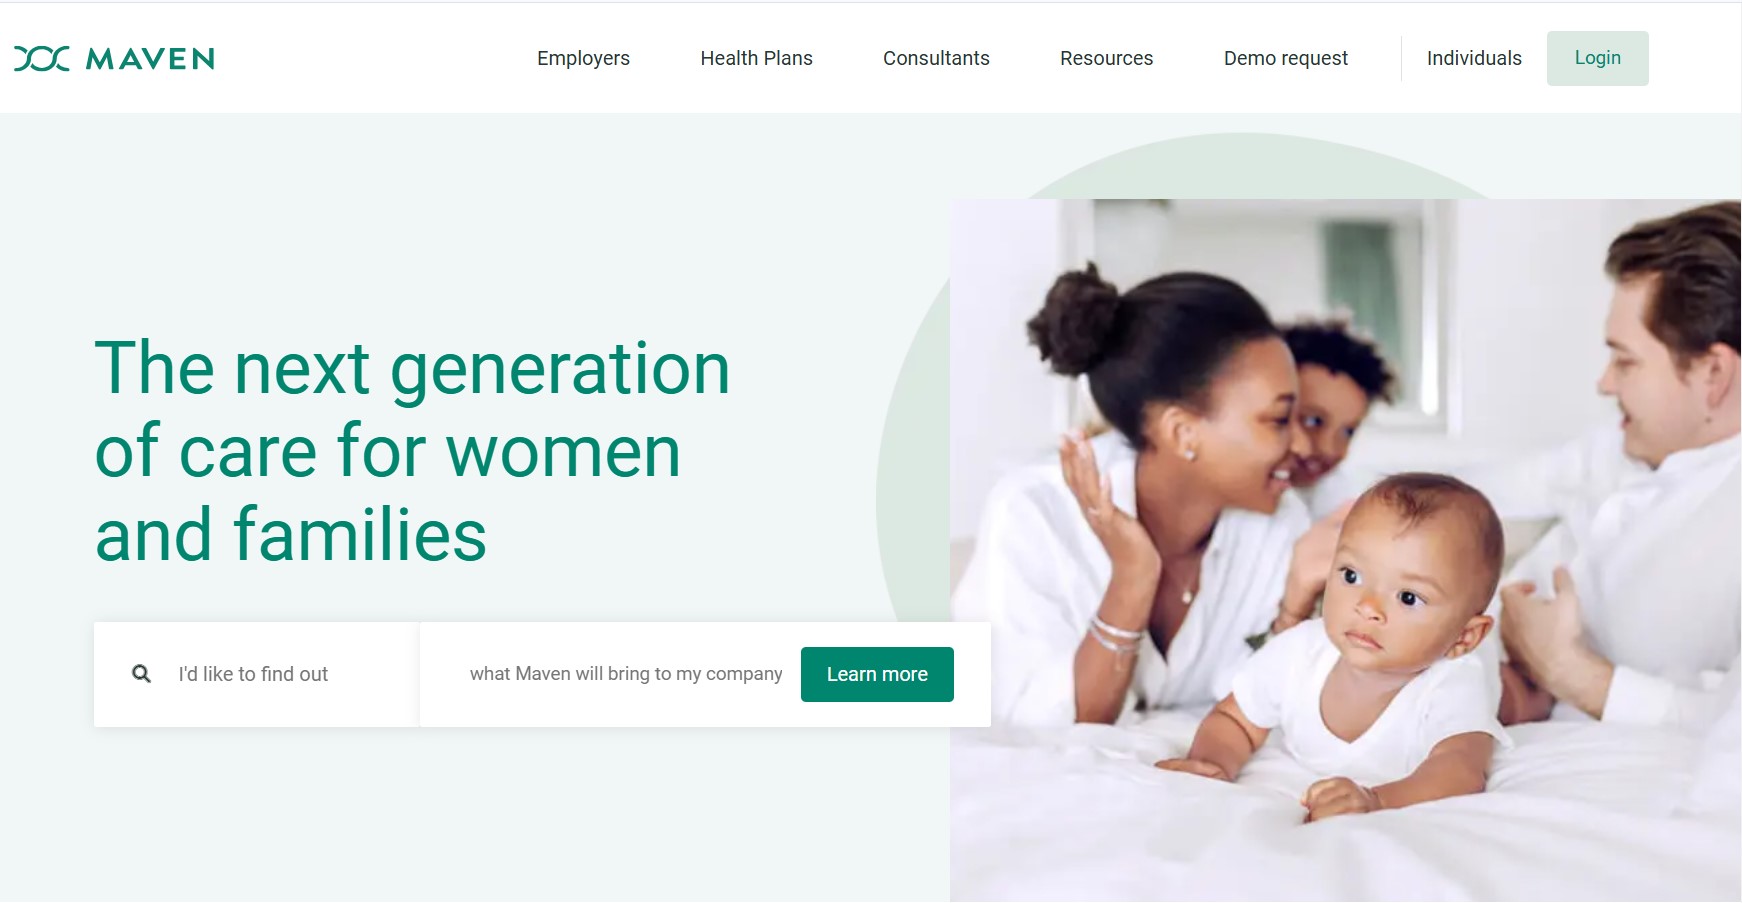 MAVEN
Employers
Health Plans
Consultants
Resources
Demo request
Individuals
Login
The next generation
of care for women
and families
I'd like to find out
what Maven will bring to my company
Learn more